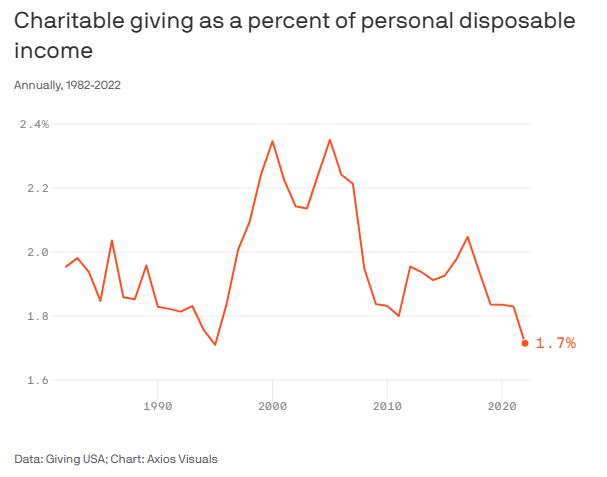 Charitable giving as a percent of personal disposable
income
Annually, 1982-2022
2.4%
2.2
2.0
1.8
1.7%
1.6
1990 2000 2010 2020
Data: Giving USA; Chart: Axios Visuals